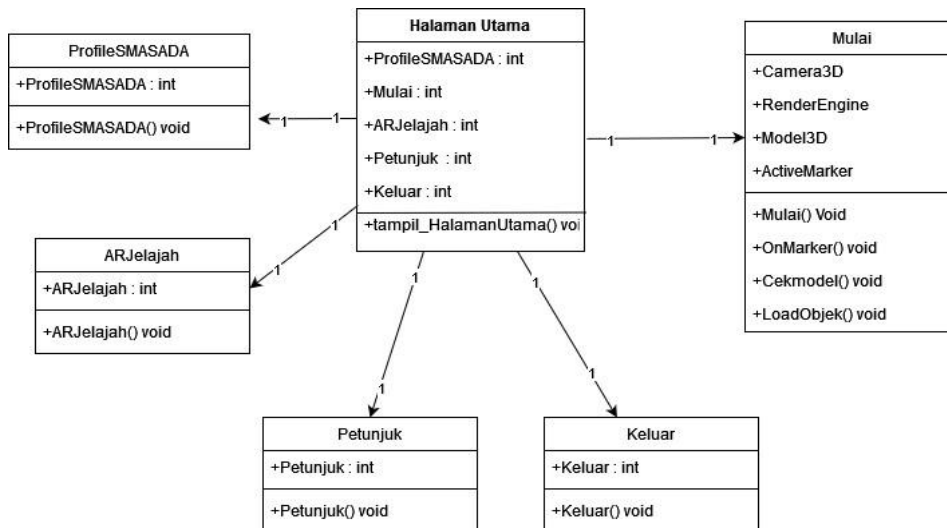 Halaman Utama
+ProfileSMASADA : int
+Mulai : int
+ARJelajah : int
+Petunjuk : int
+Keluar : int
+tampil_HalamanUtama() voi
ProfileSMASADA
+ProfileSMASADA : int
+ProfileSMASADA() void
1
1
Mulai
+Camera3D
+RenderEngine
+Model3D
+ActiveMarker
+Mulai() Void
+OnMarker() void
+Cekmodel() void
+LoadObjek() void
1
1
ARJelajah
+ARJelajah : int
+ARJelajah() void
1
1
Petunjuk
+Petunjuk : int
+Petunjuk() void
1
1
Keluar
+Keluar : int
+Keluar() void
1
1